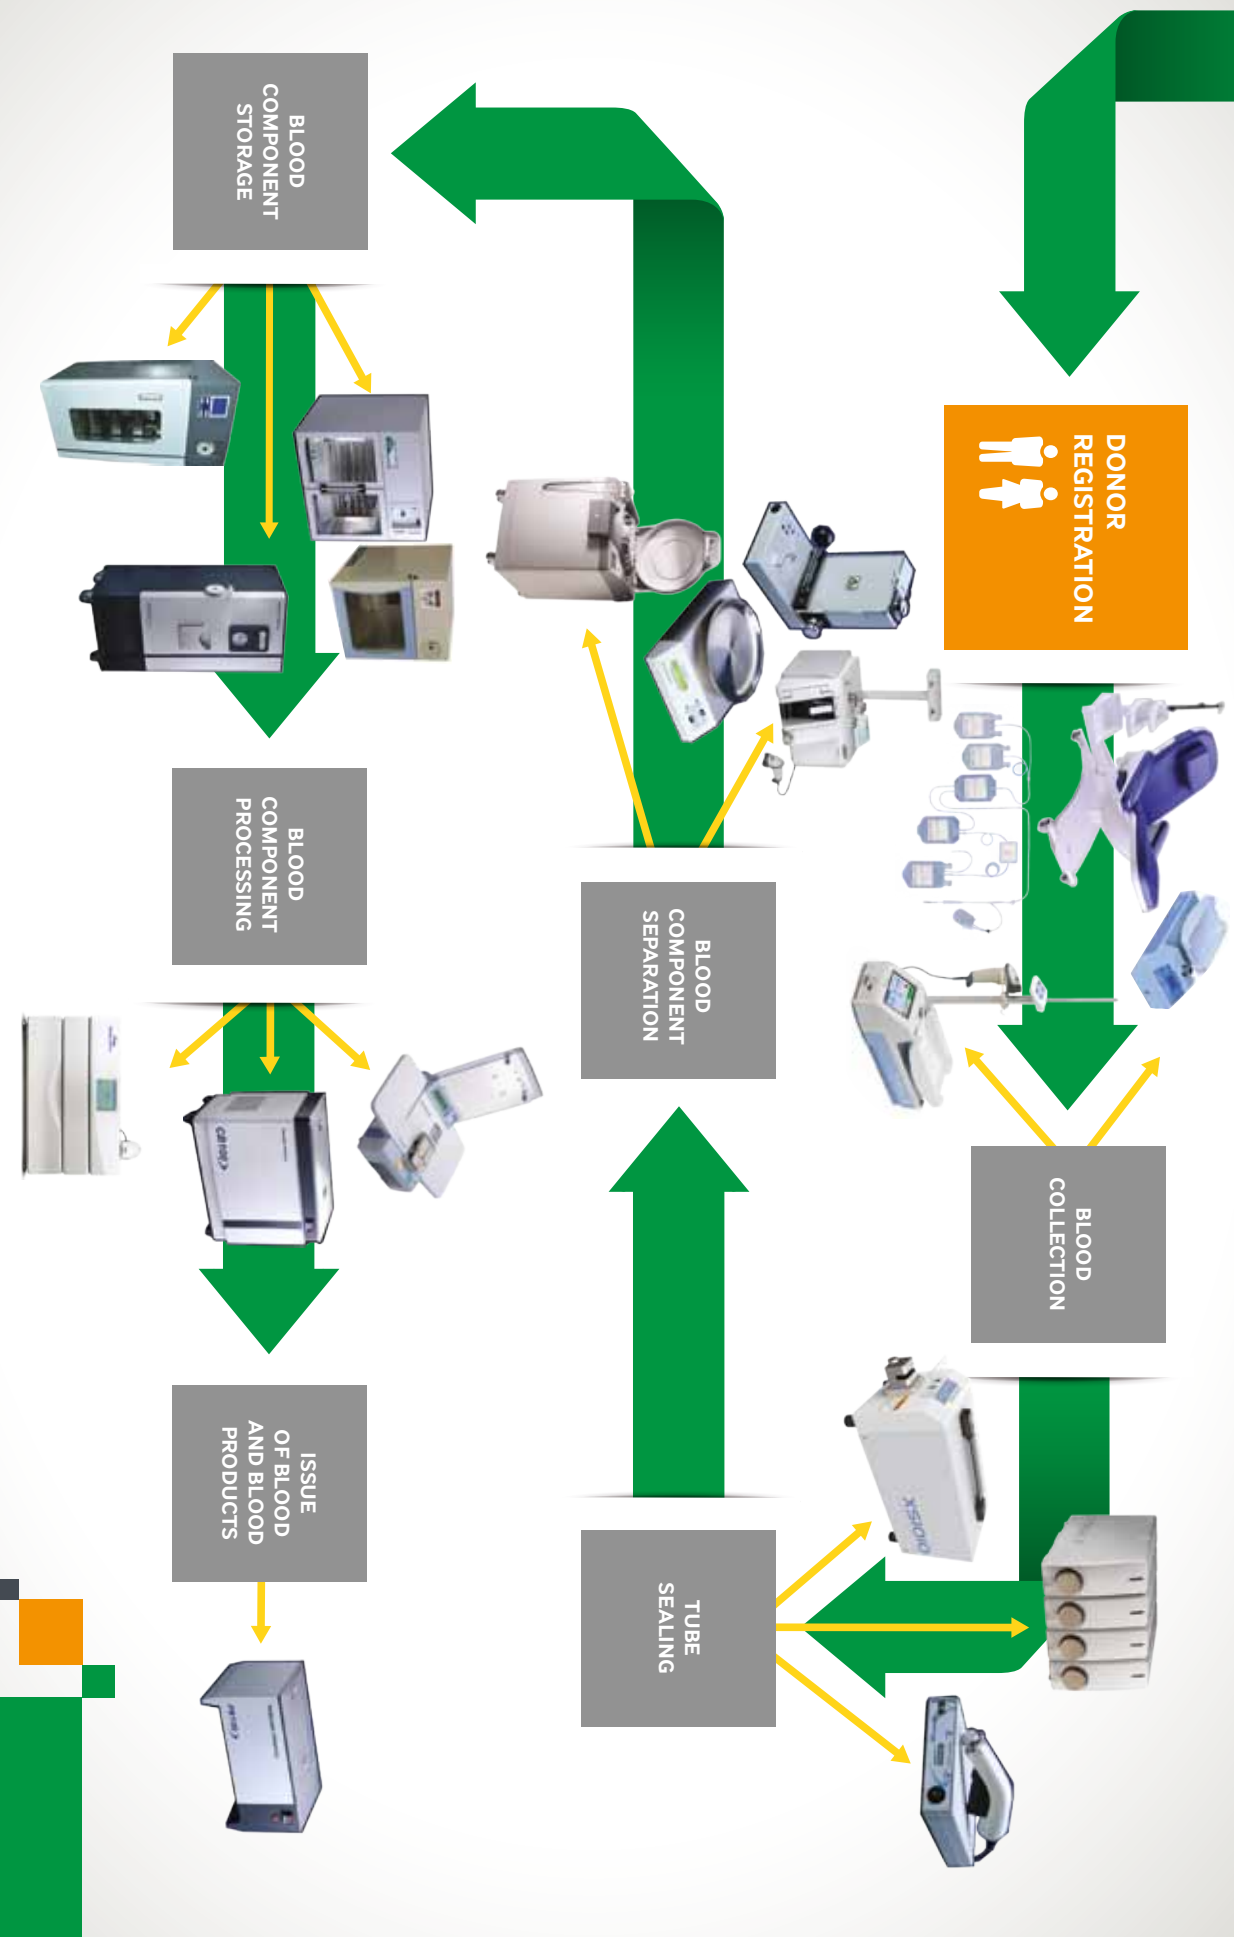 DONOR
REGISTRATION
BLOOD
COLLECTION
TUBE
SEALING
BLOOD
COMPONENT
SEPARATION
BLOOD
COMPONENT
STORAGE
BLOOD
COMPONENT
PROCESSING
ISSUE
OF BLOOD
AND BLOOD
PRODUCTS